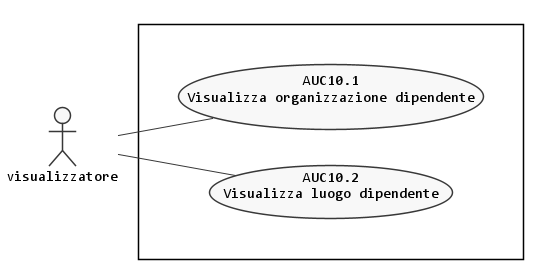 AUC10.1
Visualizza organizzazione dipendente
visualizzatore
AUC10.2
Visualizza luogo dipendente